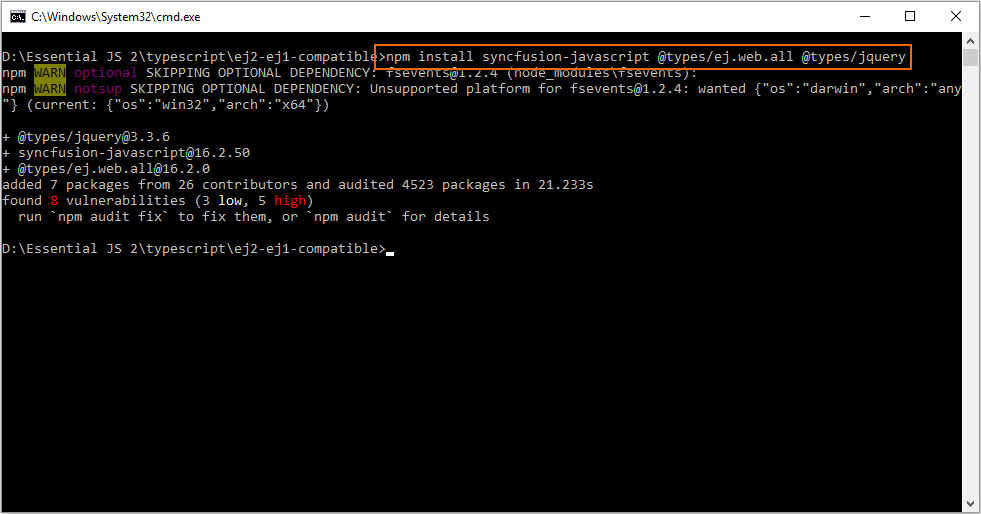 C:\Windows\System32\cmd.exe
D:\Essential JS 2\typescript\ej2-ej1-compatible>npm install syncfusion-javascript @types/ej.web.all @types/jquery
npm WARN optional SKIPPING OPTIONAL DEPENDENCY: fsevents@1.2.4 (node_modules\fsevents):
npm WARN notsup SKIPPING OPTIONAL DEPENDENCY: Unsupported platform for fsevents@1.2.4: wanted {"os":"darwin","arch":"any
"} (current: {"os":"win32","arch":"x64"})
+ @types/jquery@3.3.6
+ syncfusion-javascript@16.2.50
+ @types/ej.web.all@16.2.0
added 7 packages from 26 contributors and audited 4523 packages in 21.233s
found 8 vulnerabilities (3 low, 5 high)
run `npm audit fix` to fix them, or `npm audit` for details
D:\Essential JS 2\typescript\ej2-ej1-compatible>